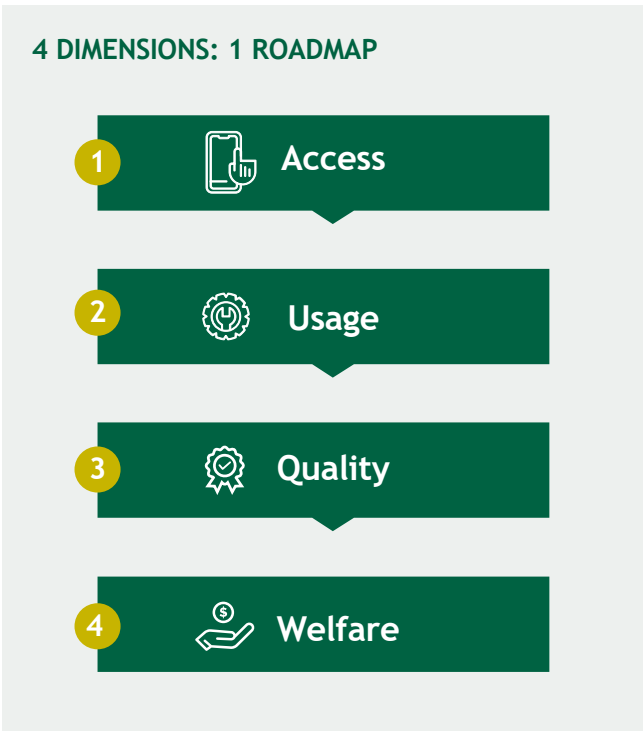 4 DIMENSIONS: 1 ROADMAP
1 Access
2 Usage
3 Quality
4 Welfare